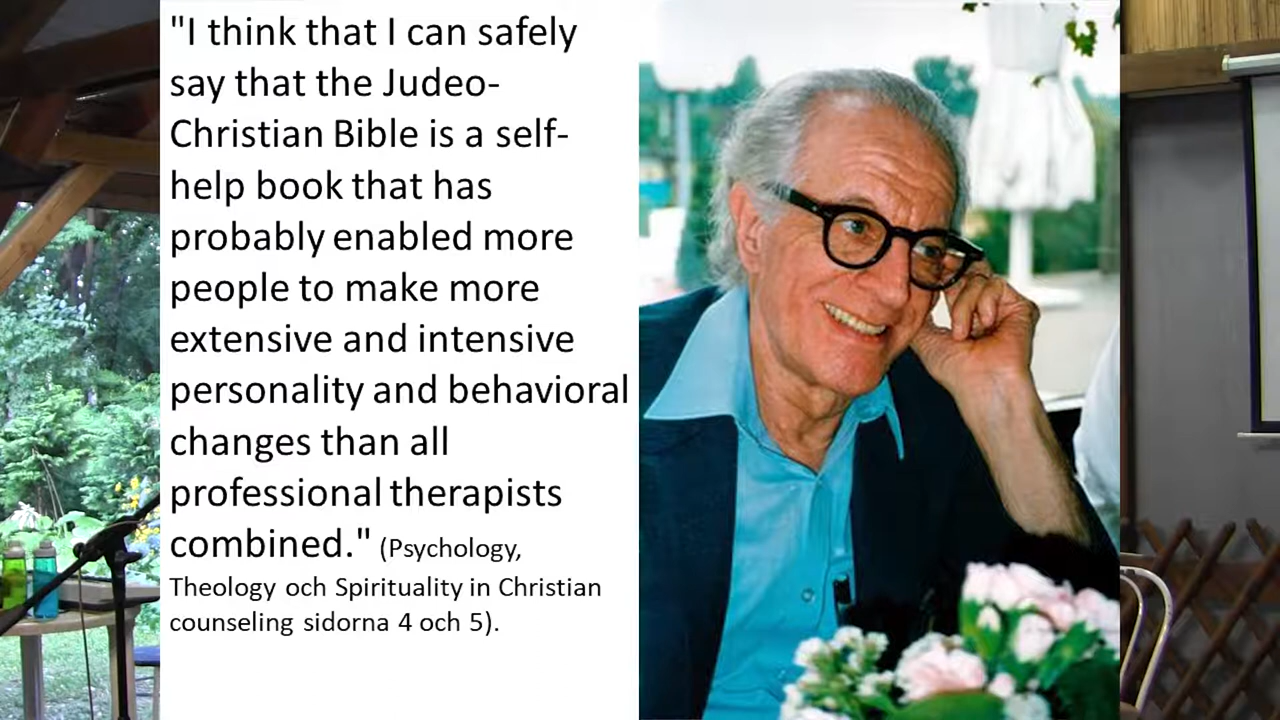 "I think that I can safely
say that the Judeo-
Christian Bible is a self-
help book that has
probably enabled more
people to make more
extensive and intensive
personality and behavioral
changes than all
professional therapists
combined." (Psychology,
Theology och Spirituality in Christian
counseling sidorna 4 och 5).